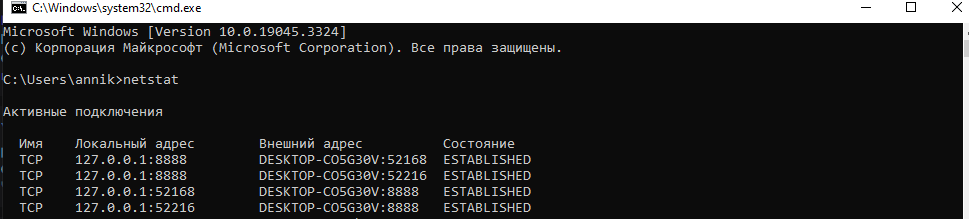 C:\Windows\system32\cmd.exe
Microsoft Windows [Version 10.0.19045.3324]
(c) Корпорация Майкрософт (Microsoft Corporation). Все права защищены.
C:\Users\annik>netstat
Активные подключения
Имя Локальный адрес Внешний адрес Состояние
TCP 127.0.0.1:8888 DESKTOP-CO5G30V:52168 ESTABLISHED
TCP 127.0.0.1:8888 DESKTOP-CO5G30V:52216 ESTABLISHED
TCP 127.0.0.1:52168 DESKTOP-CO5G30V:8888 ESTABLISHED
TCP 127.0.0.1:52216 DESKTOP-CO5G30V:8888 ESTABLISHED